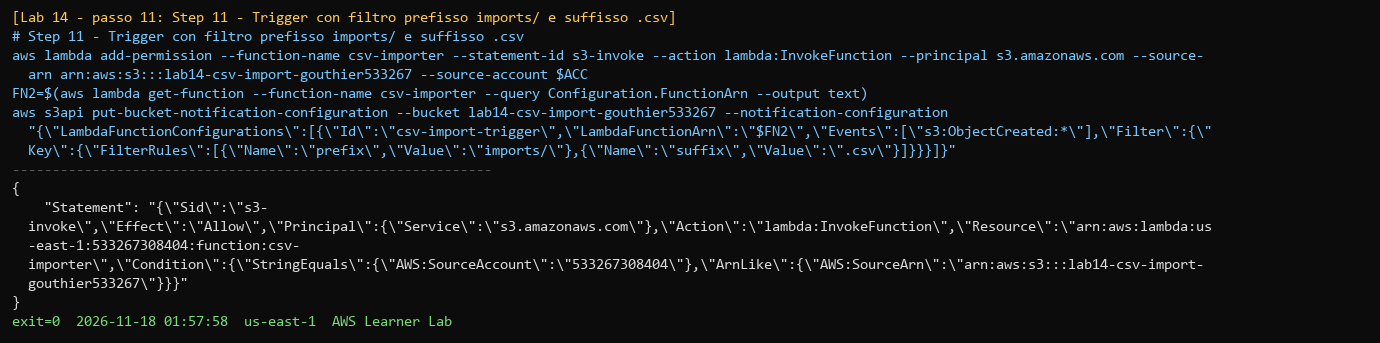 [Lab 14 - passo 11: Step 11 - Trigger con filtro prefisso imports/ e suffisso .csv]
# Step 11 - Trigger con filtro prefisso imports/ e suffisso .csv
aws lambda add-permission --function-name csv-importer --statement-id s3-invoke --action lambda:InvokeFunction --principal s3.amazonaws.com --source-
  arn arn:aws:s3:::lab14-csv-import-gouthier533267 --source-account $ACC
FN2=$(aws lambda get-function --function-name csv-importer --query Configuration.FunctionArn --output text)
aws s3api put-bucket-notification-configuration --bucket lab14-csv-import-gouthier533267 --notification-configuration
  "{\"LambdaFunctionConfigurations\":[{\"Id\":\"csv-import-trigger\",\"LambdaFunctionArn\":\"$FN2\",\"Events\":[\"s3:ObjectCreated:*\"],\"Filter\":{\"
  Key\":{\"FilterRules\":[{\"Name\":\"prefix\",\"Value\":\"imports/\"},{\"Name\":\"suffix\",\"Value\":\".csv\"}]}}}]}"
------------------------------------------------------------
{
    "Statement": "{\"Sid\":\"s3-
  invoke\",\"Effect\":\"Allow\",\"Principal\":{\"Service\":\"s3.amazonaws.com\"},\"Action\":\"lambda:InvokeFunction\",\"Resource\":\"arn:aws:lambda:us
  -east-1:533267308404:function:csv-
  importer\",\"Condition\":{\"StringEquals\":{\"AWS:SourceAccount\":\"533267308404\"},\"ArnLike\":{\"AWS:SourceArn\":\"arn:aws:s3:::lab14-csv-import-
  gouthier533267\"}}}"
}
exit=0  2026-11-18 01:57:58  us-east-1  AWS Learner Lab